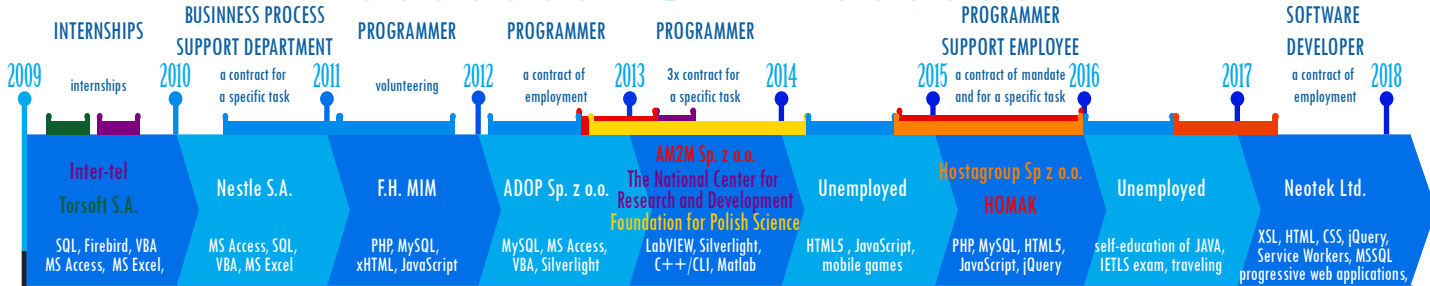 INTERNSHIPS
BUSINNESS PROCESS
SUPPORT DEPARTMENT
PROGRAMMER
PROGRAMMER
PROGRAMMER
PROGRAMMER
SUPPORT EMPLOYEE
SOFTWARE
DEVELOPER
2009
internships
2010
a contract for
a specific task
2011
volunteering
2012
a contract of
employment
2013
3x contract for
a specific task
2014
2015
a contract of mandate
and for a specific task
2016
2017
a contract of
employment
2018
Inter-tel
Torsoft S.A.
Nestle S.A.
F.H. MIM
ADOP Sp. z o.o.
AM2M Sp. z o.o.
The National Center for
Research and Development
Foundation for Polish Science
Unemployed
Hostagroup Sp z o.o.
HOMAK
Unemployed
Neotek Ltd.
SQL, Firebird, VBA
MS Access, MS Excel,
MS Access, SQL,
VBA, MS Excel
PHP, MySQL,
xHTML, JavaScript
MySQL, MS Access,
VBA, Silverlight
LabVIEW, Silverlight,
C++/CLI, Matlab
HTML5 , JavaScript,
mobile games
PHP, MySQL, HTML5,
JavaScript, jQuery
self-education of JAVA,
IETLS exam, traveling
XSL, HTML, CSS, jQuery,
Service Workers, MSSQL
progressive web applications,